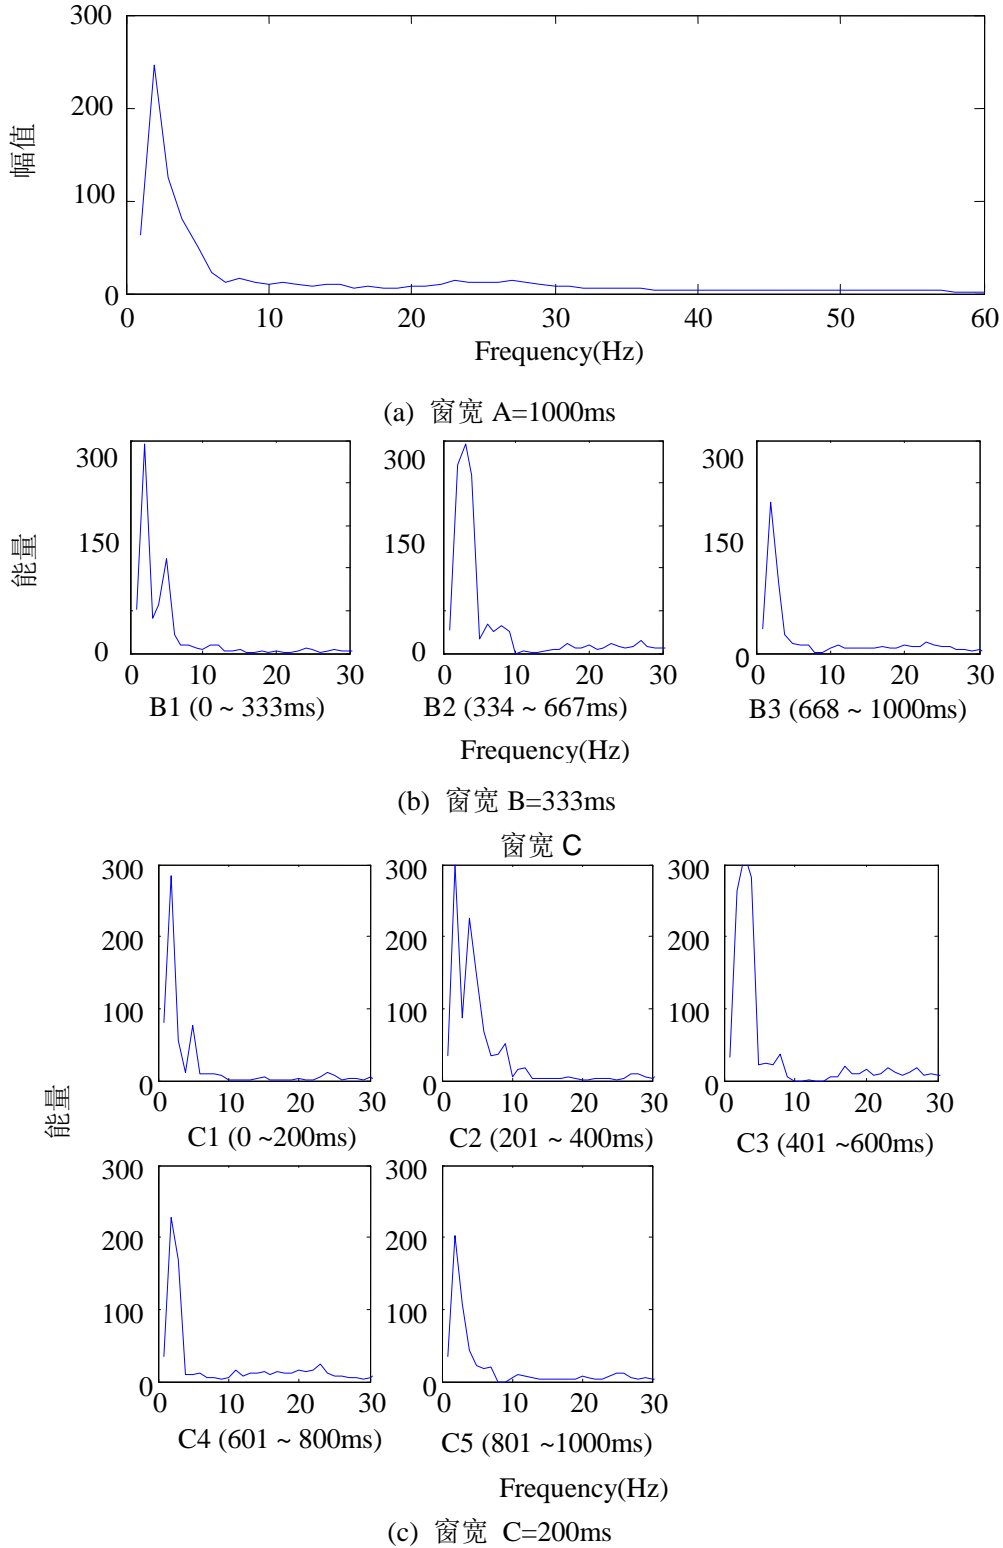 300
200
100
0
幅值
0 10 20 30 40 50 60
Frequency(Hz)
(a) 窗宽 A=1000ms
300 300 300
150 150 150
0 0 0
能量
0 10 20 30 0 10 20 30 0 10 20 30
B1 (0 ~ 333ms) B2 (334 ~ 667ms) B3 (668 ~ 1000ms)
Frequency(Hz)
(b) 窗宽 B=333ms
窗宽 C
300 300 300
200 200 200
100 100 100
0 0 0
0 10 20 30 0 10 20 30 0 10 20 30
能量
C1 (0 ~200ms) C2 (201 ~ 400ms) C3 (401 ~600ms)
300 300
200 200
100 100
0 0
0 10 20 30 0 10 20 30
C4 (601 ~ 800ms) C5 (801 ~1000ms)
Frequency(Hz)
(c) 窗宽 C=200ms